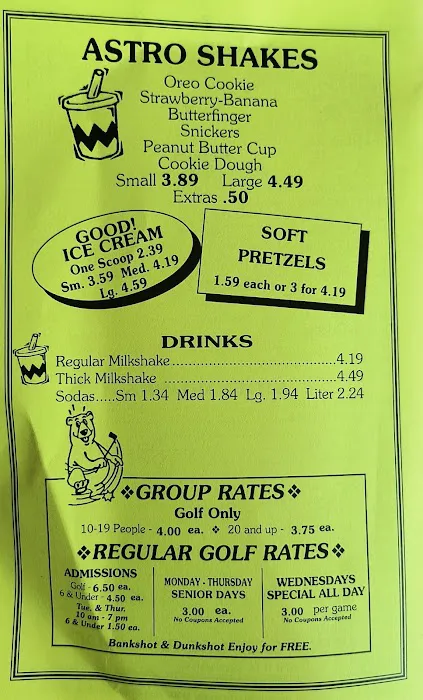 ASTRO SHAKES
Oreo Cookie
Strawberry-Banana
Butterfinger
Snickers
Peanut Butter Cup
Cookie Dough
Small 3.89 Large 4.49
Extras .50
GOOD!
ICE CREAM
One Scoop 2.39
Sm. 3.59 Med. 4.19
Lg. 4.59
SOFT
PRETZELS
1.59 each or 3 for 4.19
DRINKS
Regular Milkshake.......................................4.19
Thick Milkshake .........................................4.49
Sodas.....Sm 1.34 Med 1.84 Lg. 1.94 Liter 2.24
❖GROUP RATES❖
Golf Only
10-19 People - 4.00 ea. ❖ 20 and up - 3.75 ea.
❖REGULAR GOLF RATES❖
ADMISSIONS
Golf - 6.50 ea.
6 & Under - 4.50 ea.
Tue. & Thur.
10 am - 7 pm
6 & Under 1.50 ea.
MONDAY - THURSDAY
SENIOR DAYS
3.00 ea.
No Coupons Accepted
WEDNESDAYS
SPECIAL ALL DAY
3.00 per game
No Coupons Accepted
Bankshot & Dunkshot Enjoy for FREE.